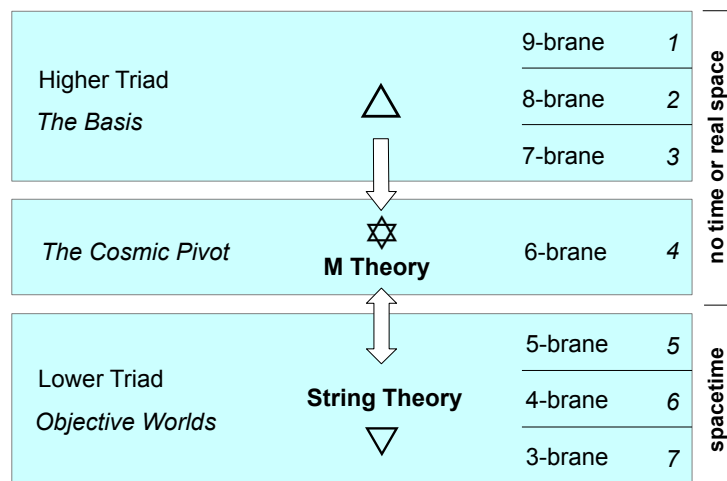 9-brane 1
Higher Triad
The Basis
8-brane 2
7-brane 3
no time or real space
The Cosmic Pivot
M Theory
6-brane 4
5-brane 5
Lower Triad
Objective Worlds
String Theory
4-brane 6
3-brane 7
spacetime